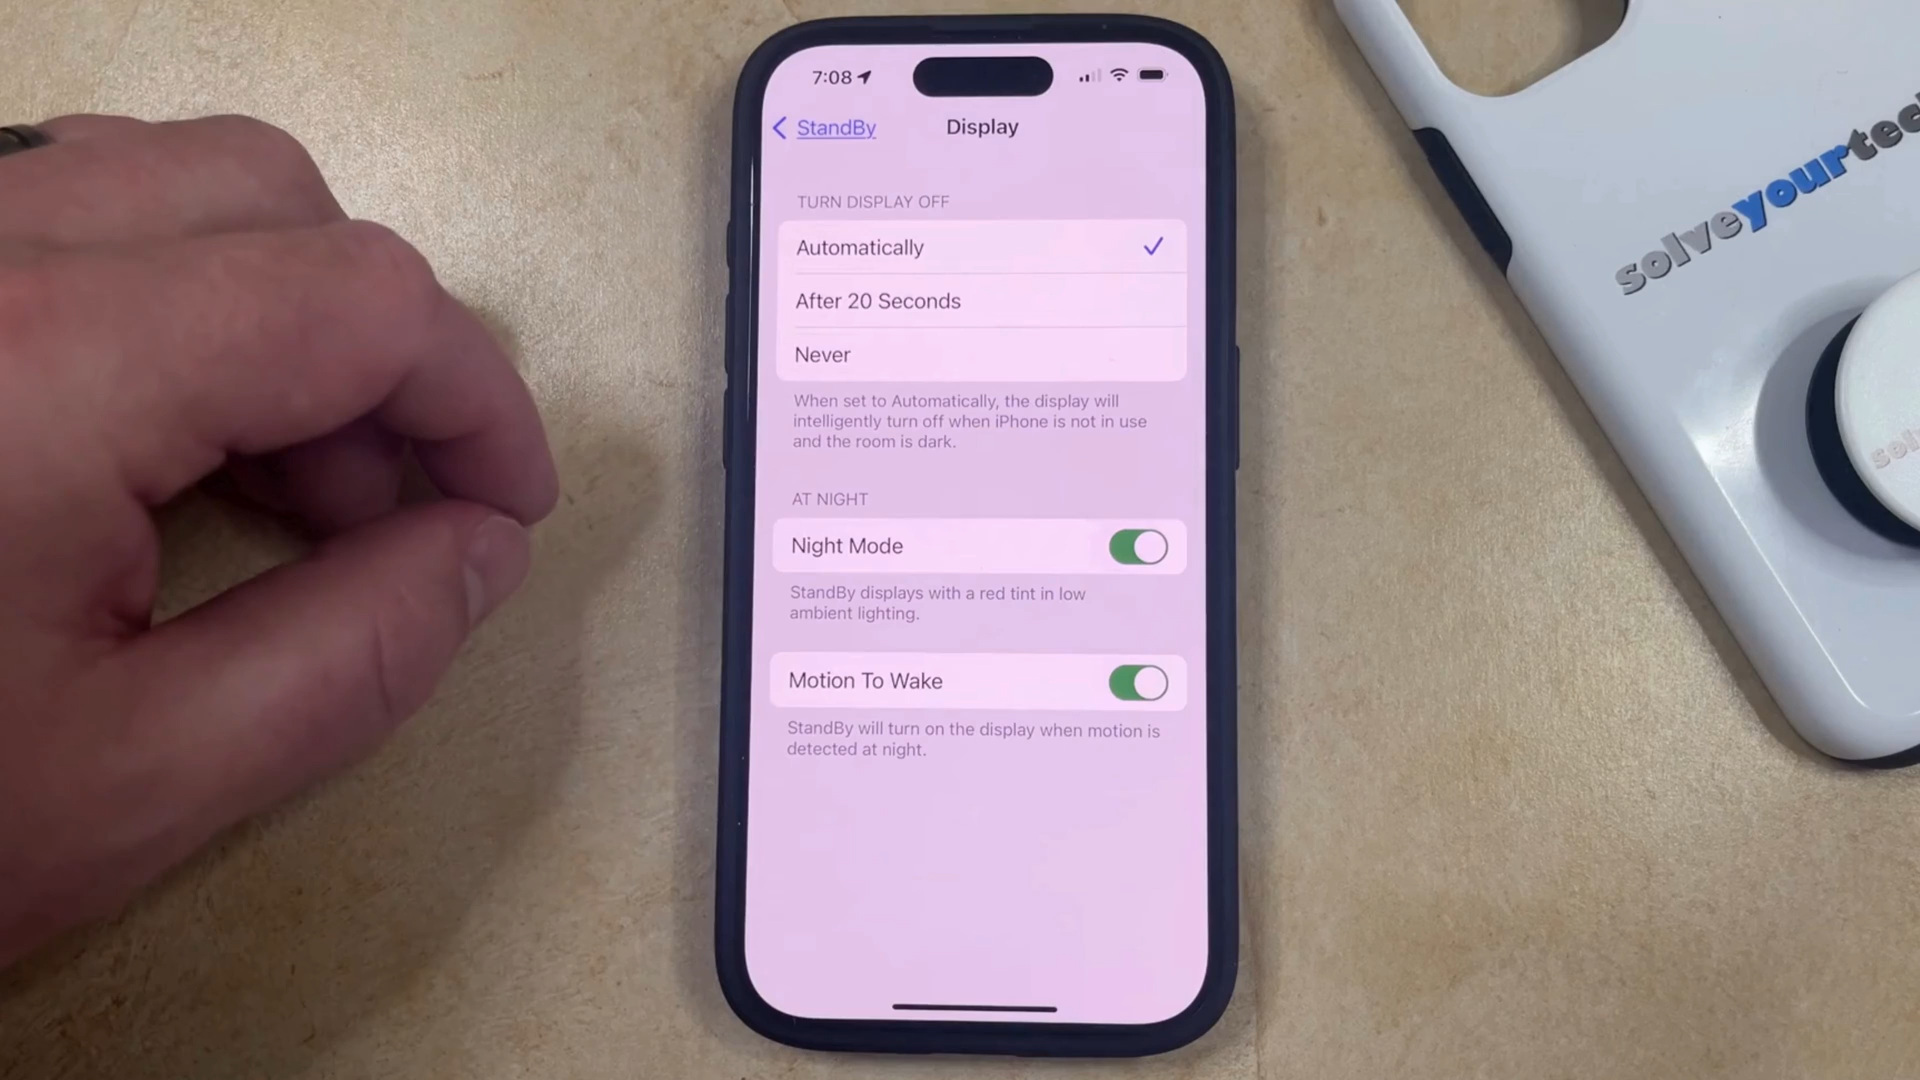 7:08
StandBy
Display
TURN DISPLAY OFF
Automatically
After 20 Seconds
Never
When set to Automatically, the display will
intelligently turn off when iPhone is not in use
and the room is dark.
AT NIGHT
Night Mode
StandBy displays with a red tint in low
ambient lighting.
Motion To Wake
StandBy will turn on the display when motion is
detected at night.
solveyourtech